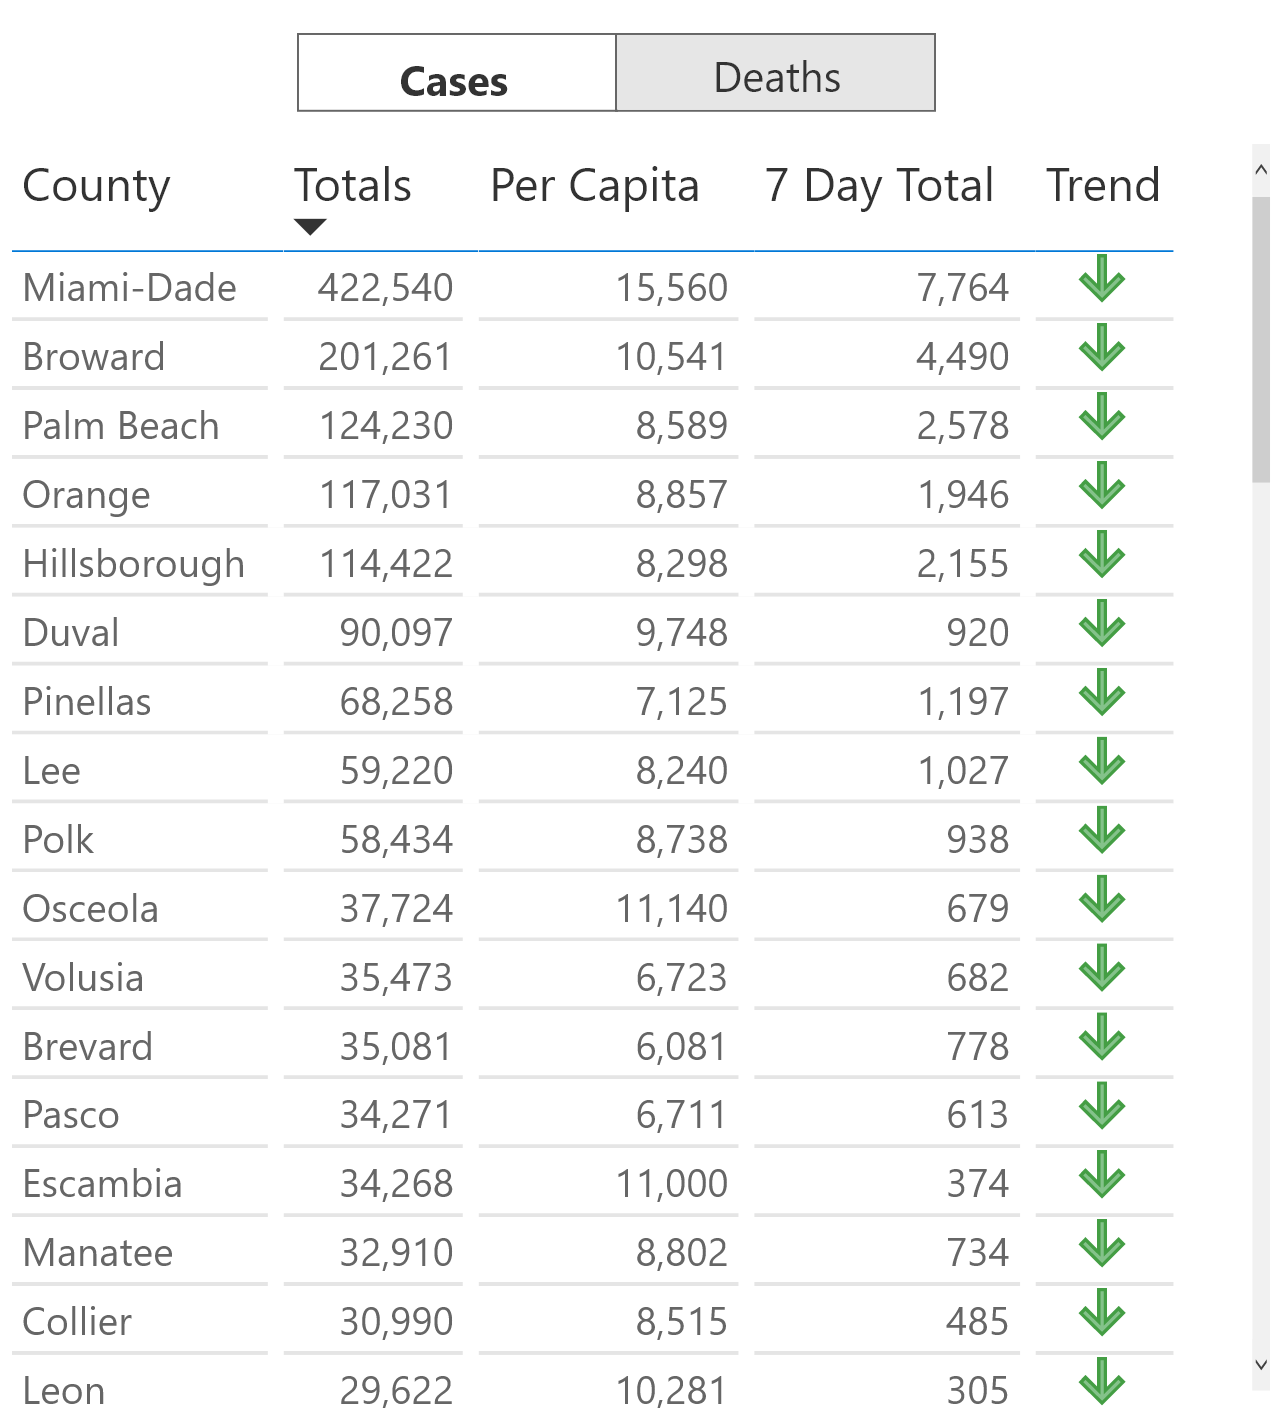 Cases Deaths
County Totals Per Capita 7 Day Total Trend
Miami-Dade 422,540 15,560 7,764
Broward 201,261 10,541 4,490
Palm Beach 124,230 8,589 2,578
Orange 117,031 8,857 1,946
Hillsborough 114,422 8,298 2,155
Duval 90,097 9,748 920
Pinellas 68,258 7,125 1,197
Lee 59,220 8,240 1,027
Polk 58,434 8,738 938
Osceola 37,724 11,140 679
Volusia 35,473 6,723 682
Brevard 35,081 6,081 778
Pasco 34,271 6,711 613
Escambia 34,268 11,000 374
Manatee 32,910 8,802 734
Collier 30,990 8,515 485
Leon 29,622 10,281 305